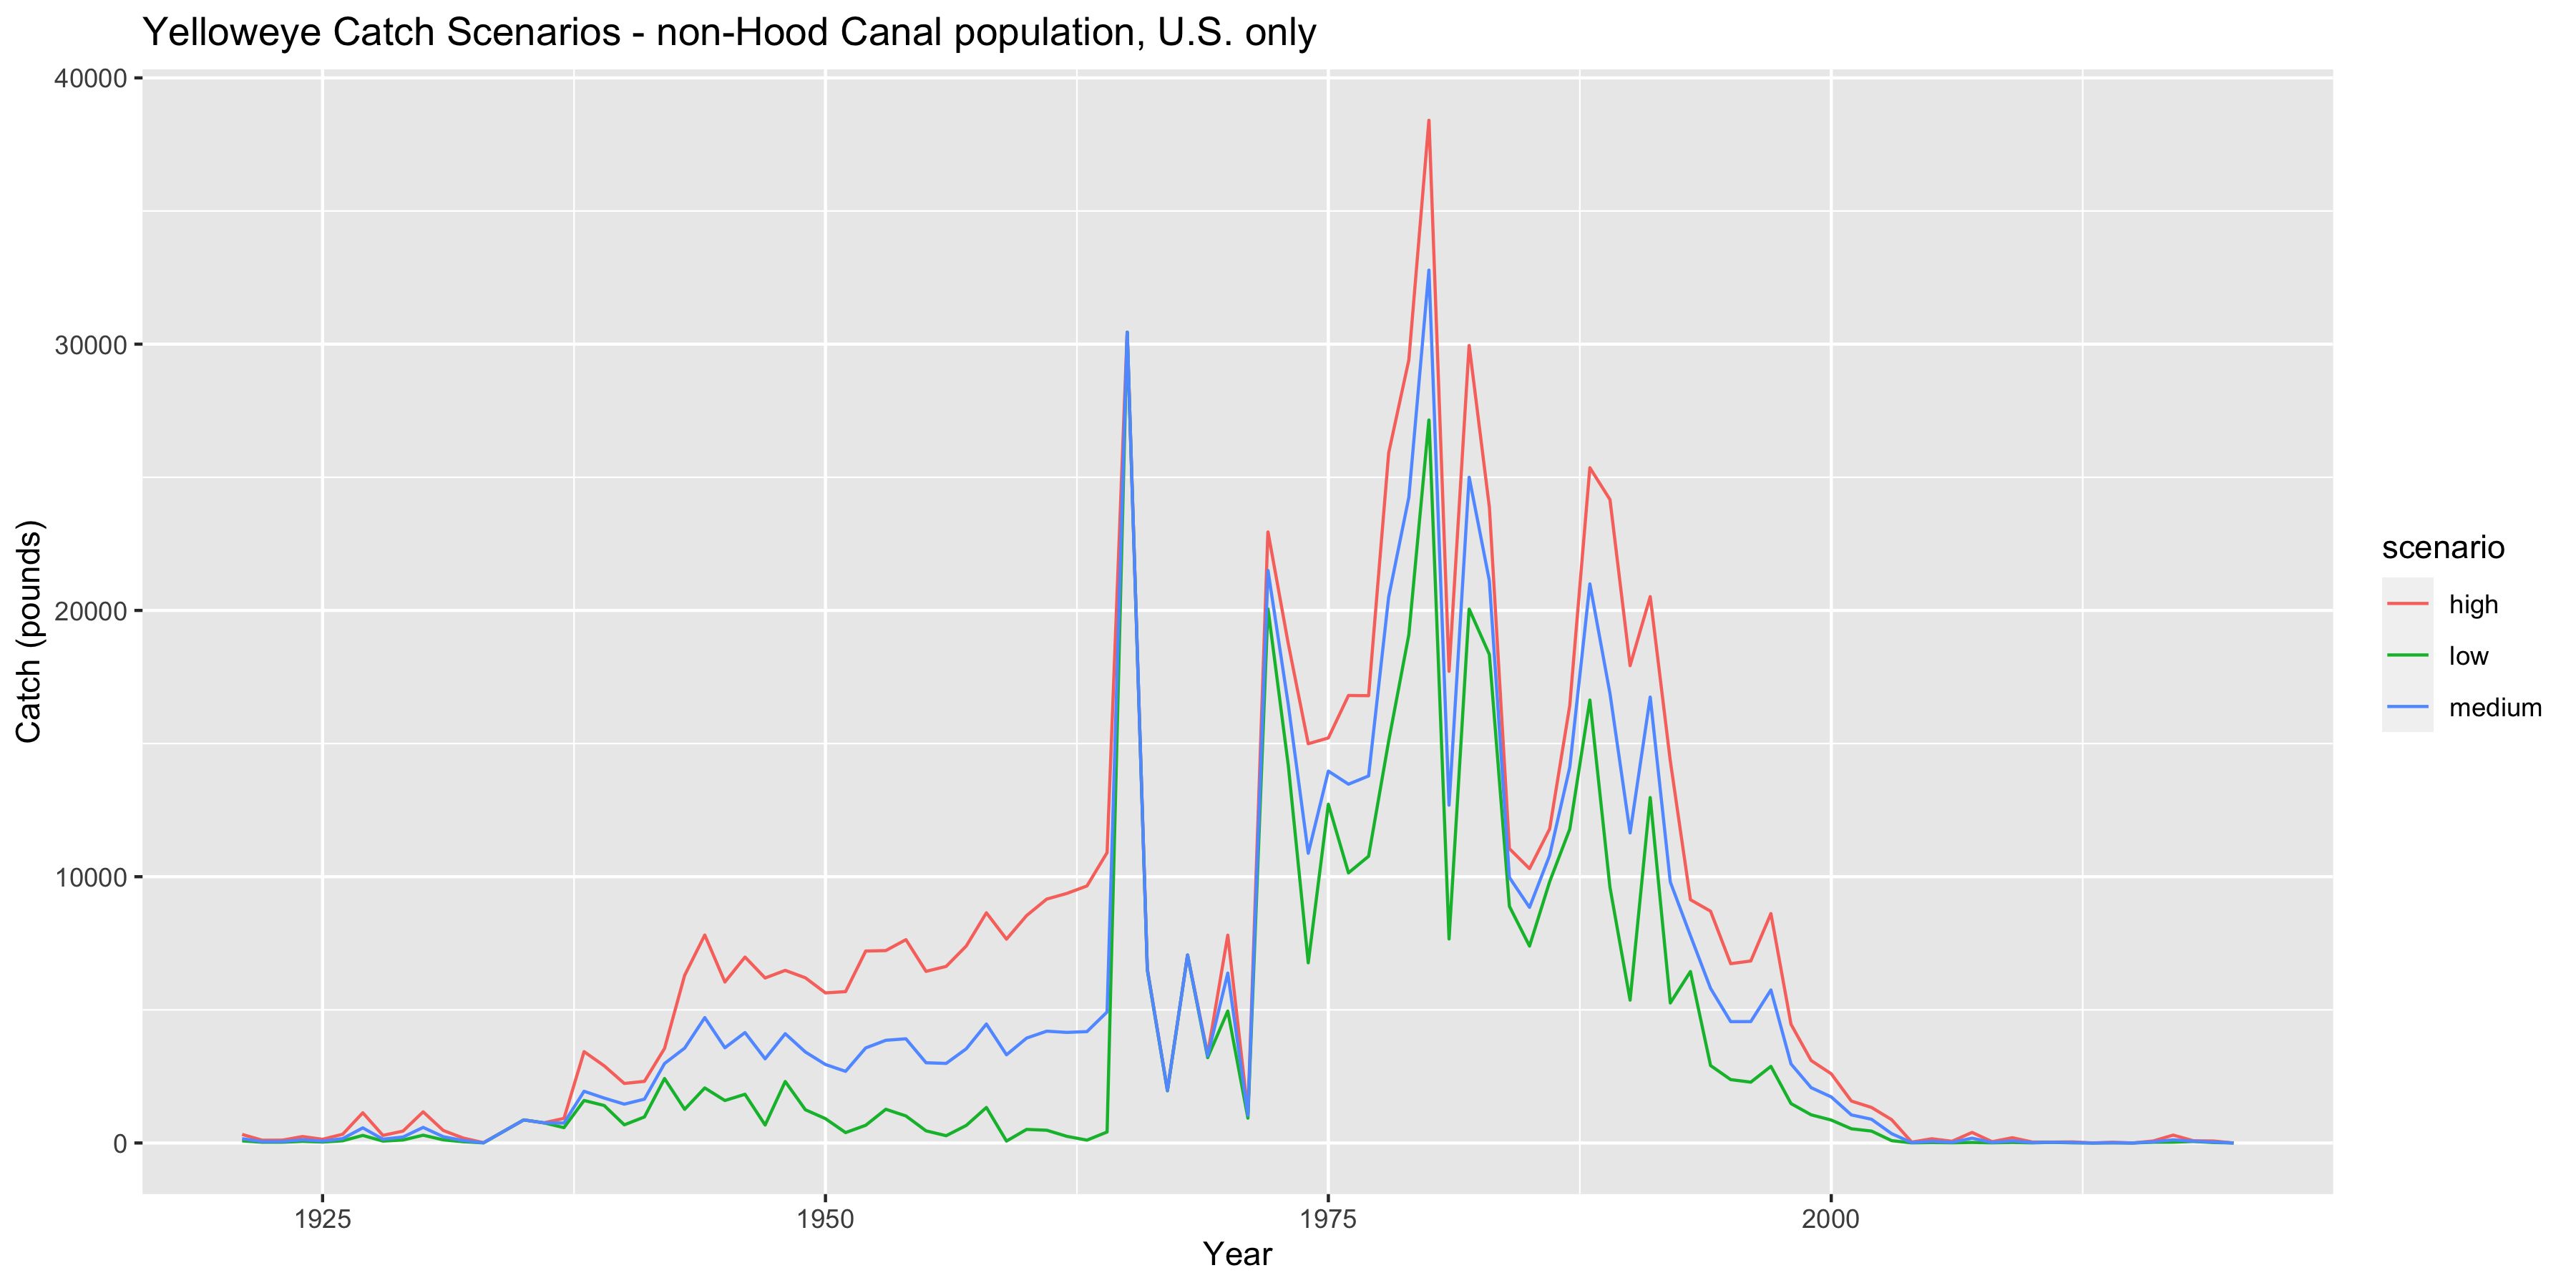 Yelloweye Catch Scenarios - non-Hood Canal population, U.S. only
40000
30000
20000
10000
0
Catch (pounds)
1925
1950
1975
2000
Year
scenario
high
low
medium